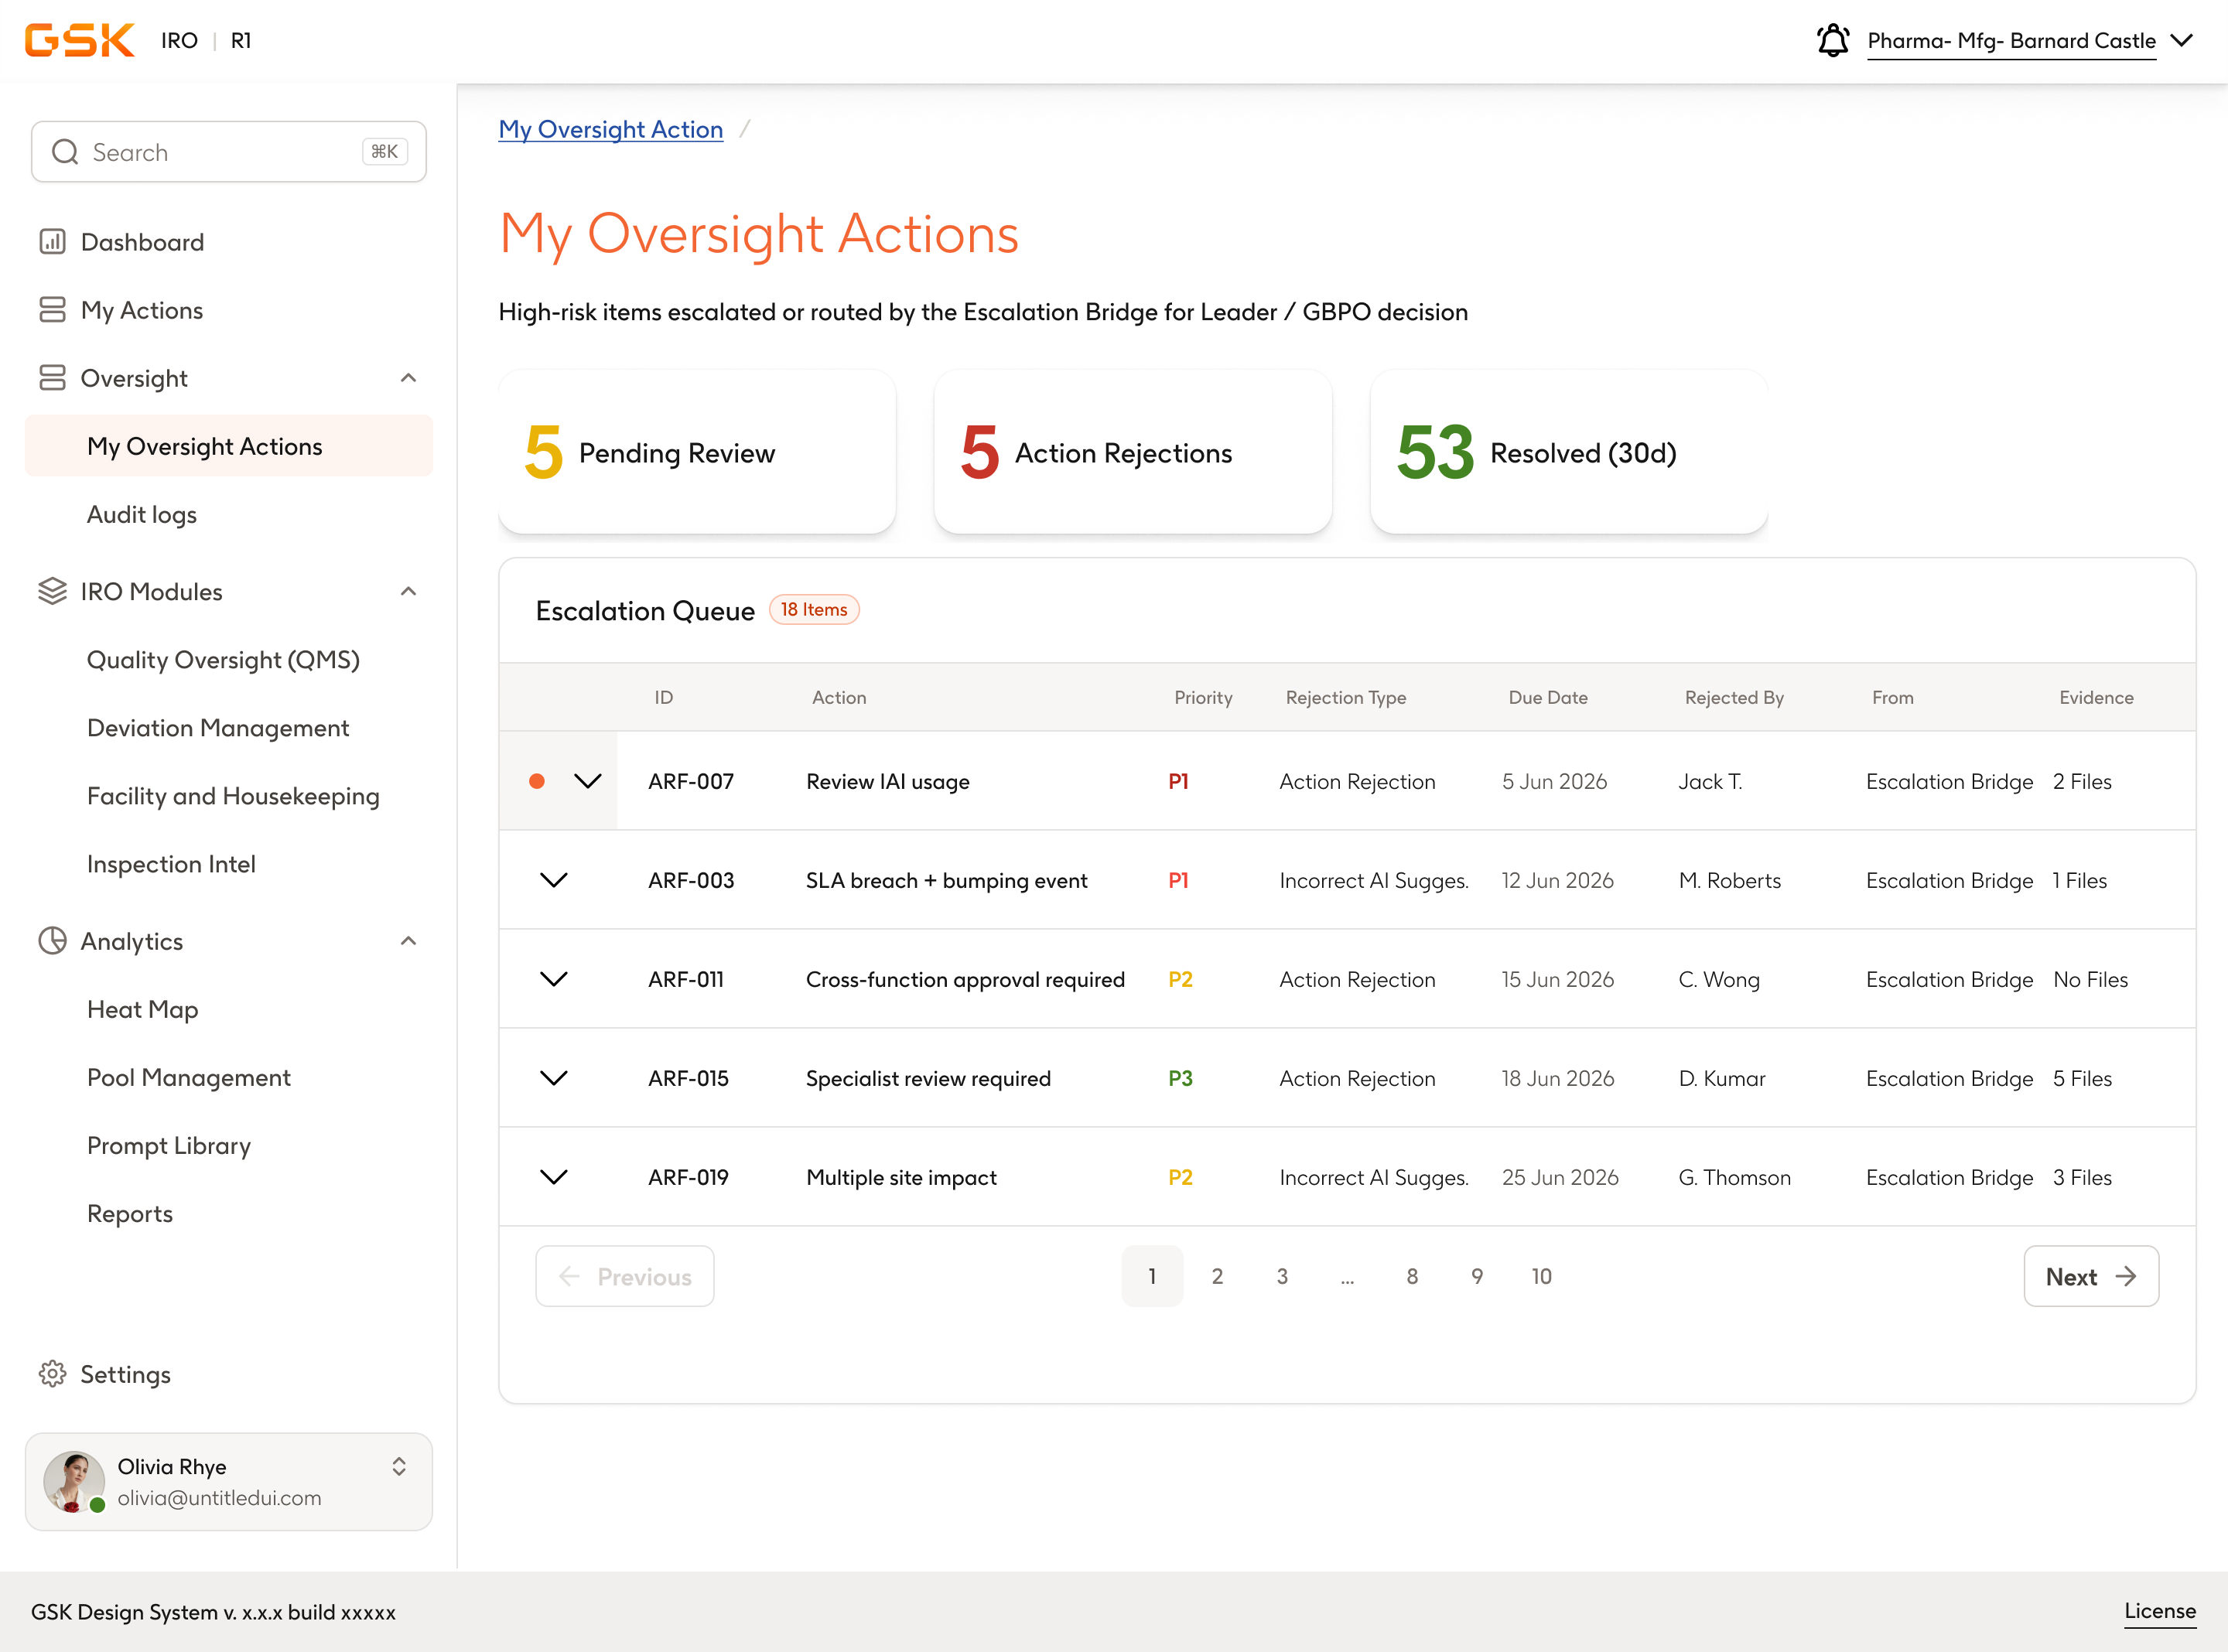 GSK IRO | R1
Pharma- Mfg- Barnard Castle
Search ⌘K
Dashboard
My Actions
Oversight
My Oversight Actions
Audit logs
IRO Modules
Quality Oversight (QMS)
Deviation Management
Facility and Housekeeping
Inspection Intel
Analytics
Heat Map
Pool Management
Prompt Library
Reports
Settings
Olivia Rhye
olivia@untitledui.com
My Oversight Action /
My Oversight Actions
High-risk items escalated or routed by the Escalation Bridge for Leader / GBPO decision
5 Pending Review
5 Action Rejections
53 Resolved (30d)
Escalation Queue 18 Items
ID Action Priority Rejection Type Due Date Rejected By From Evidence
ARF-007 Review IAI usage P1 Action Rejection 5 Jun 2026 Jack T. Escalation Bridge 2 Files
ARF-003 SLA breach + bumping event P1 Incorrect AI Sugges. 12 Jun 2026 M. Roberts Escalation Bridge 1 Files
ARF-011 Cross-function approval required P2 Action Rejection 15 Jun 2026 C. Wong Escalation Bridge No Files
ARF-015 Specialist review required P3 Action Rejection 18 Jun 2026 D. Kumar Escalation Bridge 5 Files
ARF-019 Multiple site impact P2 Incorrect AI Sugges. 25 Jun 2026 G. Thomson Escalation Bridge 3 Files
Previous 1 2 3 ... 8 9 10 Next
GSK Design System v. x.x.x build xxxxx
License